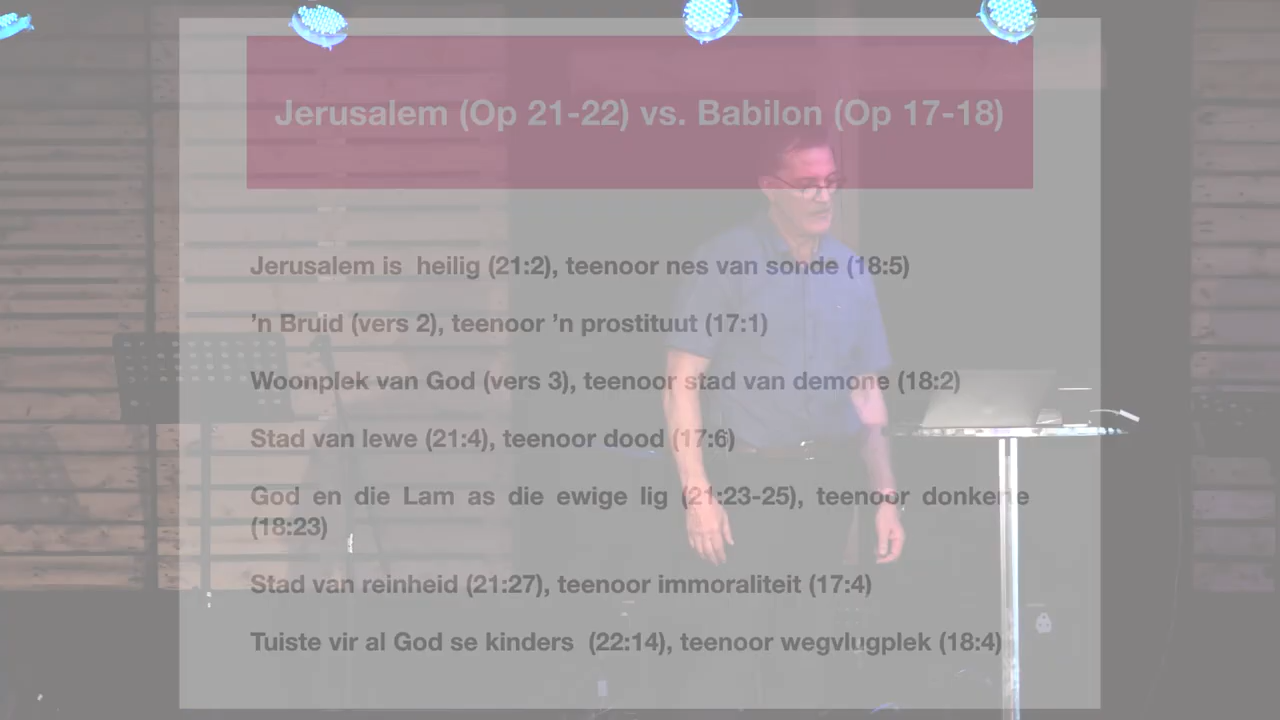 Jerusalem (Op 21-22) vs. Babilon (Op 17-18)
Jerusalem is  heilig (21:2), teenoor nes van sonde (18:5)
’n Bruid (vers 2), teenoor ’n prostituut (17:1)
Woonplek van God (vers 3), teenoor stad van demone (18:2)
Stad van lewe (21:4), teenoor dood (17:6)
God en die Lam as die ewige lig (21:23-25), teenoor donkerte
(18:23)
Stad van reinheid (21:27), teenoor immoraliteit (17:4)
Tuiste vir al God se kinders  (22:14), teenoor wegvlugplek (18:4)